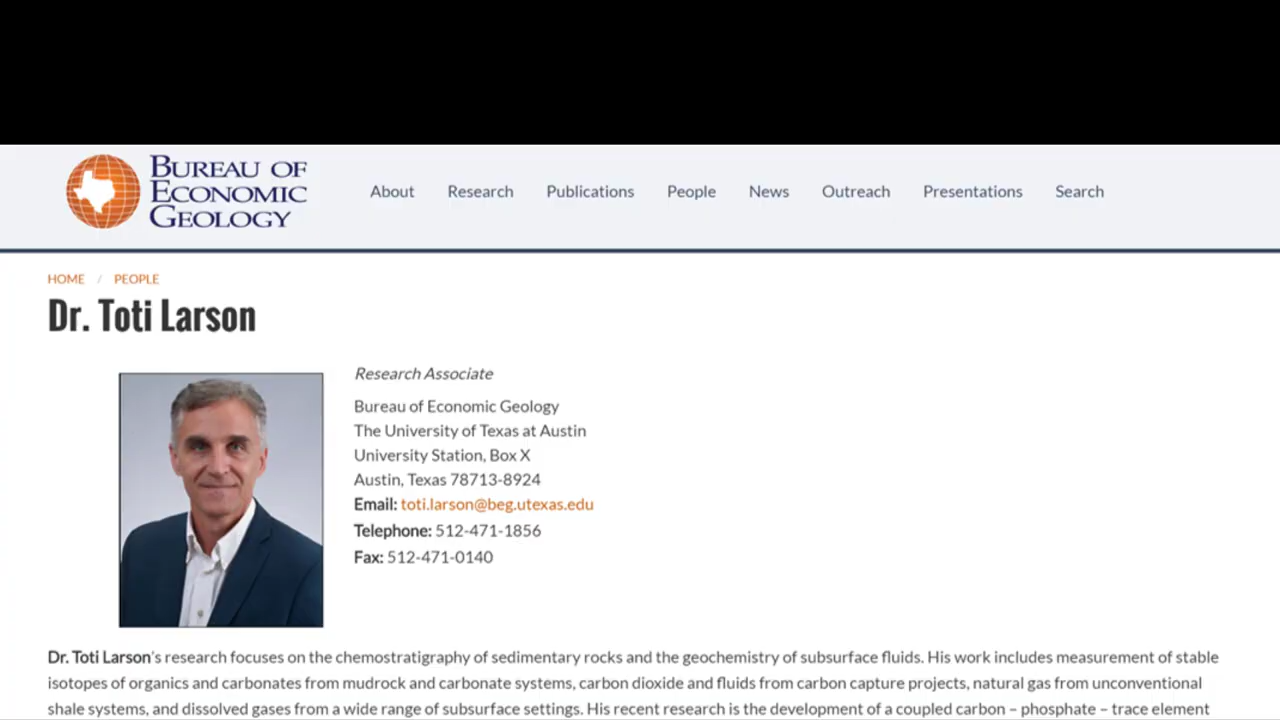 BUREAU OF
ECONOMIC
GEOLOGY
About Research Publications People News Outreach Presentations Search
HOME / PEOPLE
Dr. Toti Larson
Research Associate
Bureau of Economic Geology
The University of Texas at Austin
University Station, Box X
Austin, Texas 78713-8924
Email: toti.larson@beg.utexas.edu
Telephone: 512-471-1856
Fax: 512-471-0140
Dr. Toti Larson's research focuses on the chemostratigraphy of sedimentary rocks and the geochemistry of subsurface fluids. His work includes measurement of stable
isotopes of organics and carbonates from mudrock and carbonate systems, carbon dioxide and fluids from carbon capture projects, natural gas from unconventional
shale systems, and dissolved gases from a wide range of subsurface settings. His recent research is the development of a coupled carbon – phosphate – trace element